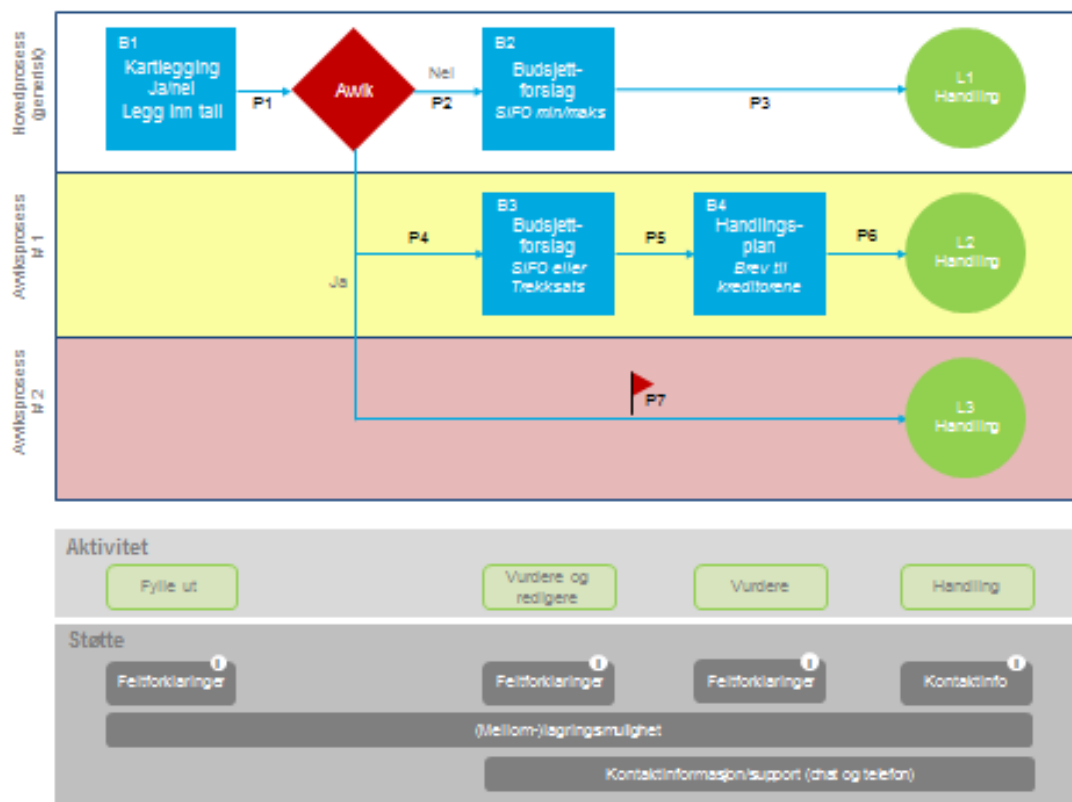 Hovedprosess
(generisk)
B1
Kartlegging
Ja/nei
Legg inn tall
P1
Avvik
Nei
P2
B2
Budsjett-
forslag
SIFO min/maks
P3
L1
Handling
Avviksprosess
# 1
Ja
P4
B3
Budsjett-
forslag
SIFO eller
Trekksats
P5
B4
Handlings-
plan
Brev til
kreditorene
P6
L2
Handling
Avviksprosess
# 2
P7
L3
Handling
Aktivitet
Fylle ut
Vurdere og
redigere
Vurdere
Handling
Støtte
Feltforklaringer
i
Feltforklaringer
i
Feltforklaringer
i
Kontaktinfo
i
(Mellom-)lagringsmulighet
Kontaktinformasjon/support (chat og telefon)